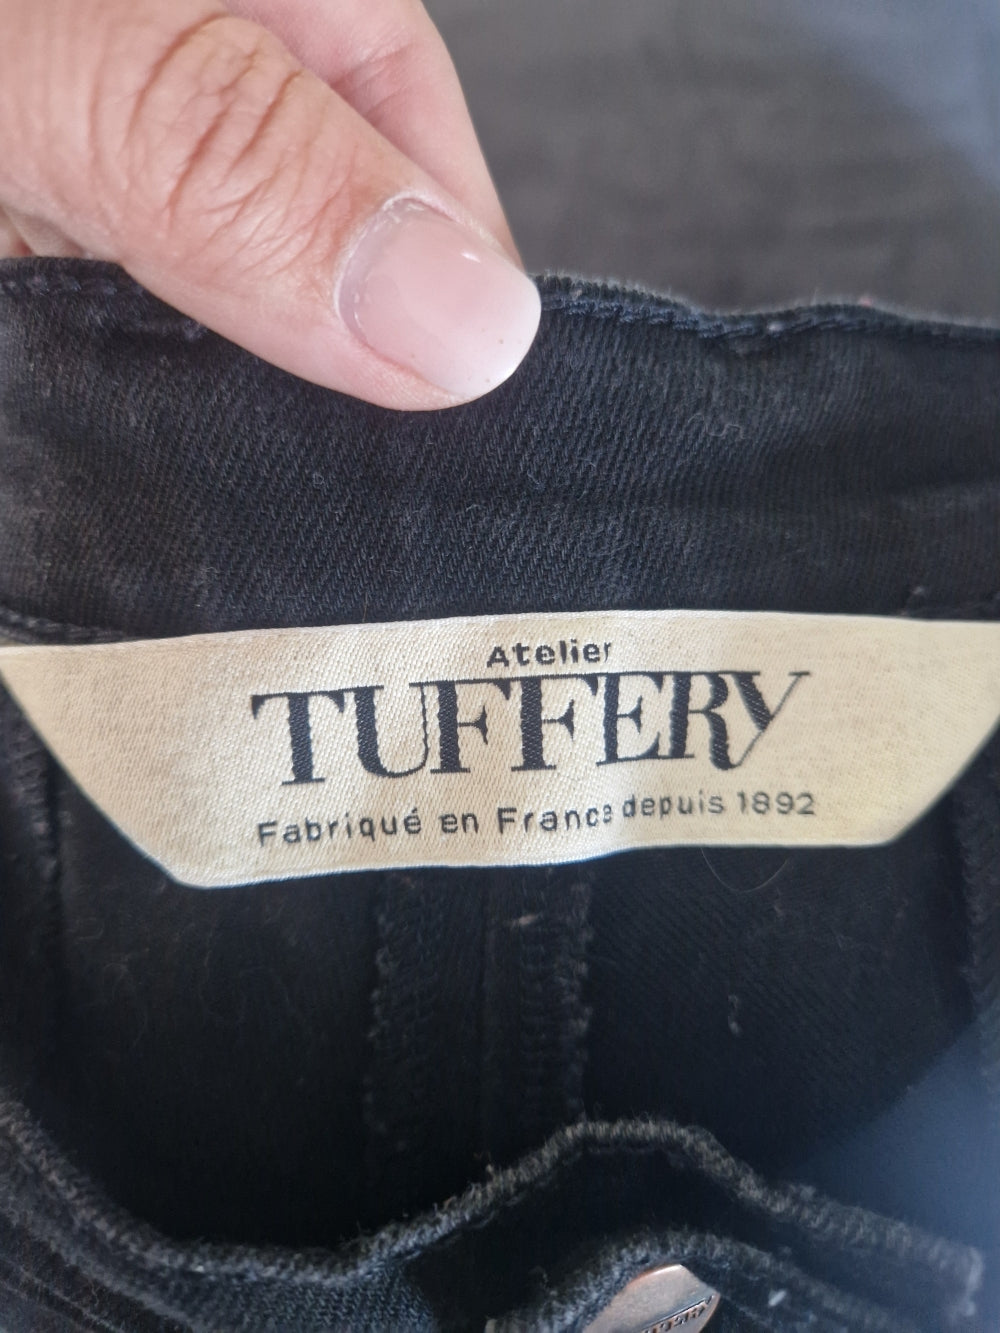 Atelier
TUFFERY
Fabriqué en France depuis 1892